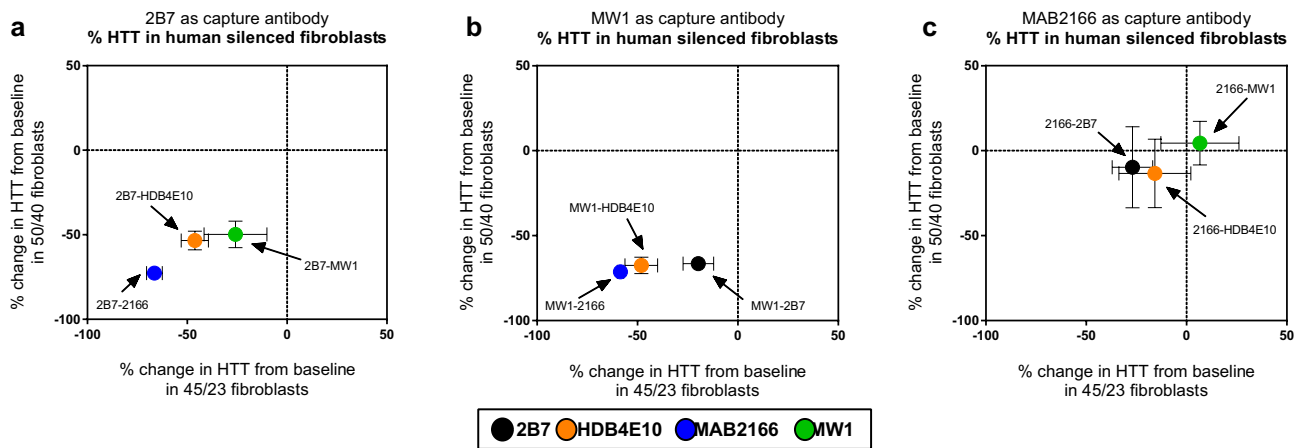 a
2B7 as capture antibody
% HTT in human silenced fibroblasts
% change in HTT from baseline
in 50/40 fibroblasts
50
0
-50
-100
2B7-HDB4E10
2B7-MW1
2B7-2166
-100
-50
0
50
% change in HTT from baseline
in 45/23 fibroblasts
b
MW1 as capture antibody
% HTT in human silenced fibroblasts
% change in HTT from baseline
in 50/40 fibroblasts
50
0
-50
-100
MW1-HDB4E10
MW1-2166
MW1-2B7
-100
-50
0
50
% change in HTT from baseline
in 45/23 fibroblasts
c
MAB2166 as capture antibody
% HTT in human silenced fibroblasts
% change in HTT from baseline
in 50/40 fibroblasts
50
0
-50
-100
2166-MW1
2166-2B7
2166-HDB4E10
-100
-50
0
50
% change in HTT from baseline
in 45/23 fibroblasts
2B7 HDB4E10 MAB2166 MW1